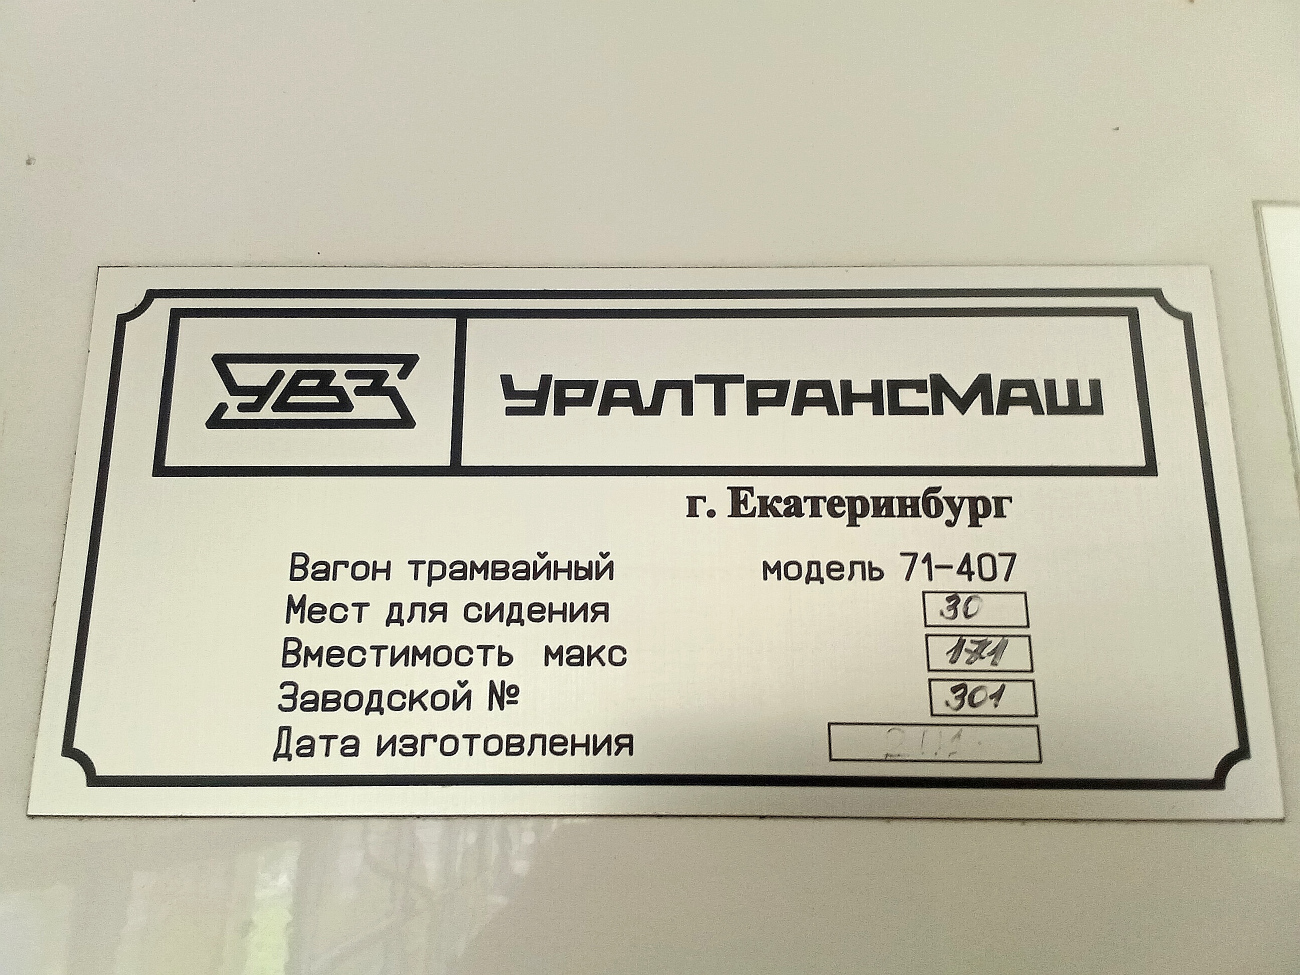 УВЗ УралТрансМаш
г. Екатеринбург
Вагон трамвайный модель 71-407
Мест для сидения 30
Вместимость макс 171
Заводской № 301
Дата изготовления